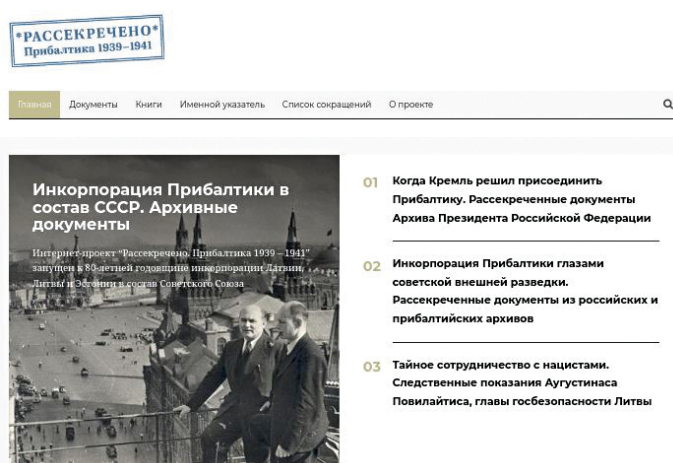 *РАССЕКРЕЧЕНО*
Прибалтика 1939–1941
Главная Документы Книги Именной указатель Список сокращений О проекте
Инкорпорация Прибалтики в
состав СССР. Архивные
документы
Интернет-проект “Рассекречено. Прибалтика 1939 – 1941”
запущен к 80-летней годовщине инкорпорации Латвии,
Литвы и Эстонии в состав Советского Союза
01 Когда Кремль решил присоединить
Прибалтику. Рассекреченные документы
Архива Президента Российской Федерации
02 Инкорпорация Прибалтики глазами
советской внешней разведки.
Рассекреченные документы из российских и
прибалтийских архивов
03 Тайное сотрудничество с нацистами.
Следственные показания Аугустинаса
Повилайтиса, главы госбезопасности Литвы